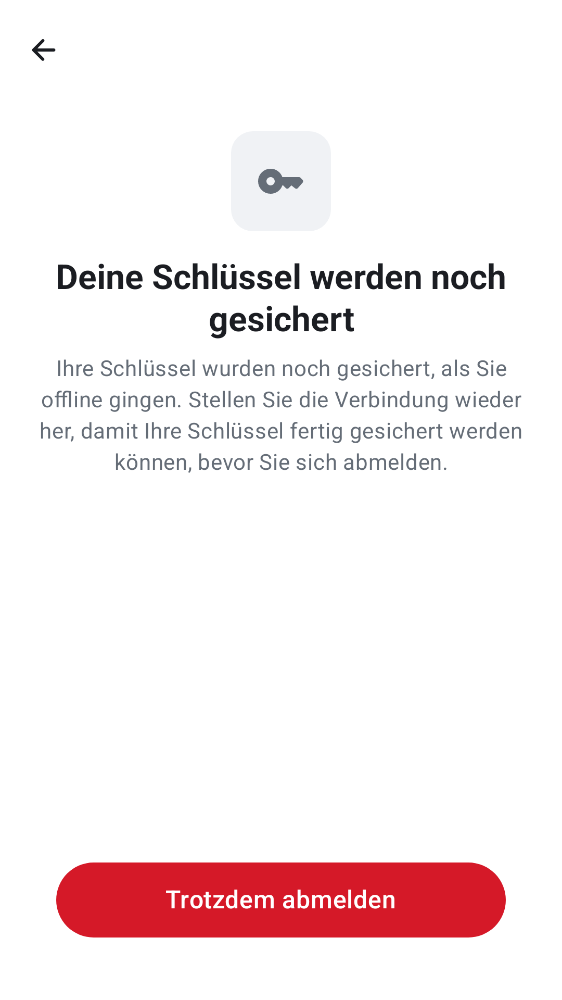 Deine Schlüssel werden noch
gesichert
Ihre Schlüssel wurden noch gesichert, als Sie
offline gingen. Stellen Sie die Verbindung wieder
her, damit Ihre Schlüssel fertig gesichert werden
können, bevor Sie sich abmelden.
Trotzdem abmelden